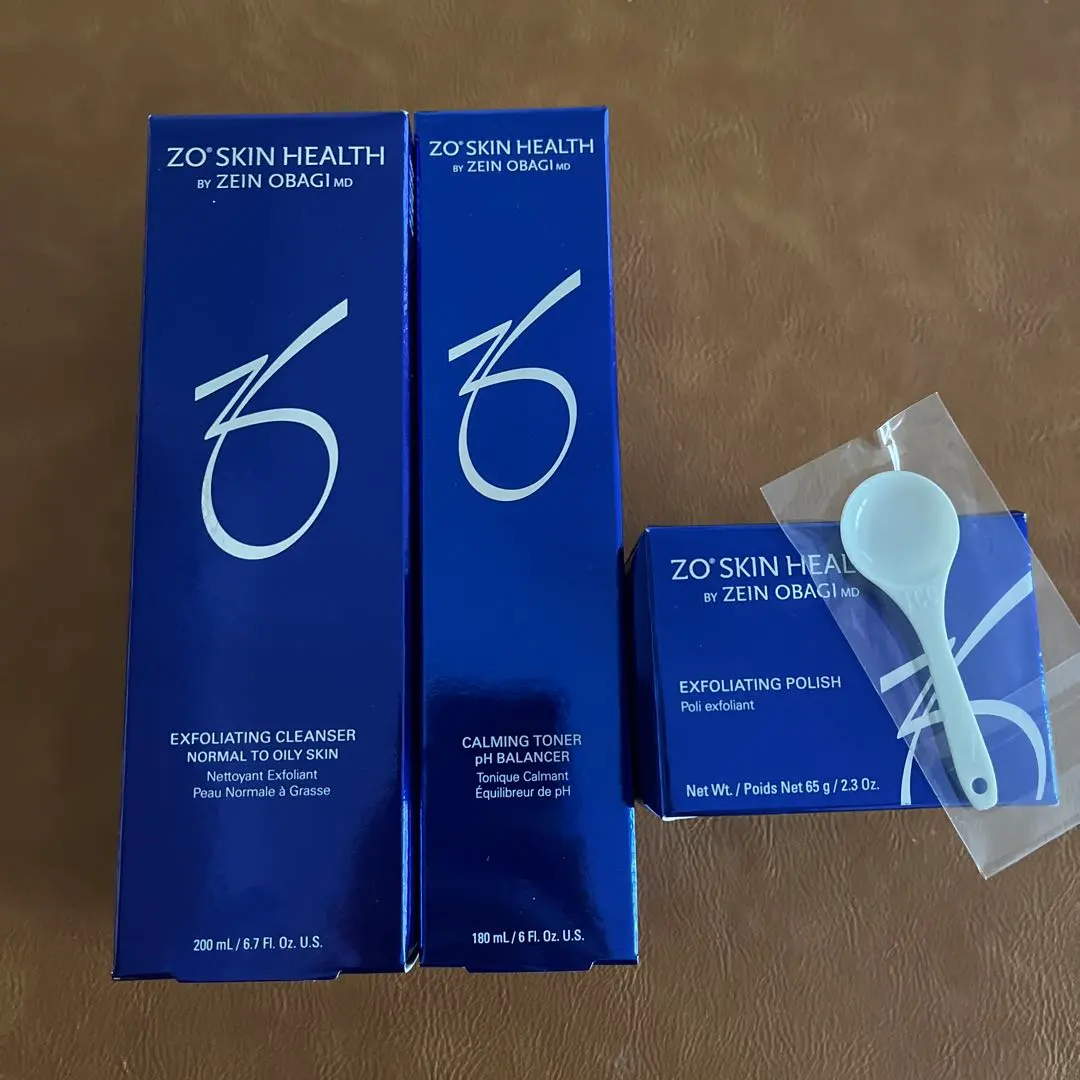 ZO® SKIN HEALTH
BY ZEIN OBAGI MD
EXFOLIATING CLEANSER
NORMAL TO OILY SKIN
Nettoyant Exfoliant
Peau Normale à Grasse
200 mL / 6.7 Fl. Oz. U.S.
ZO® SKIN HEALTH
BY ZEIN OBAGI MD
CALMING TONER
pH BALANCER
Tonique Calmant
Équilibreur de pH
180 mL / 6 Fl. Oz. U.S.
ZO® SKIN HEAL
BY ZEIN OBAGI MD
EXFOLIATING POLISH
Poli exfoliant
Net Wt. / Poids Net 65 g / 2.3 Oz.